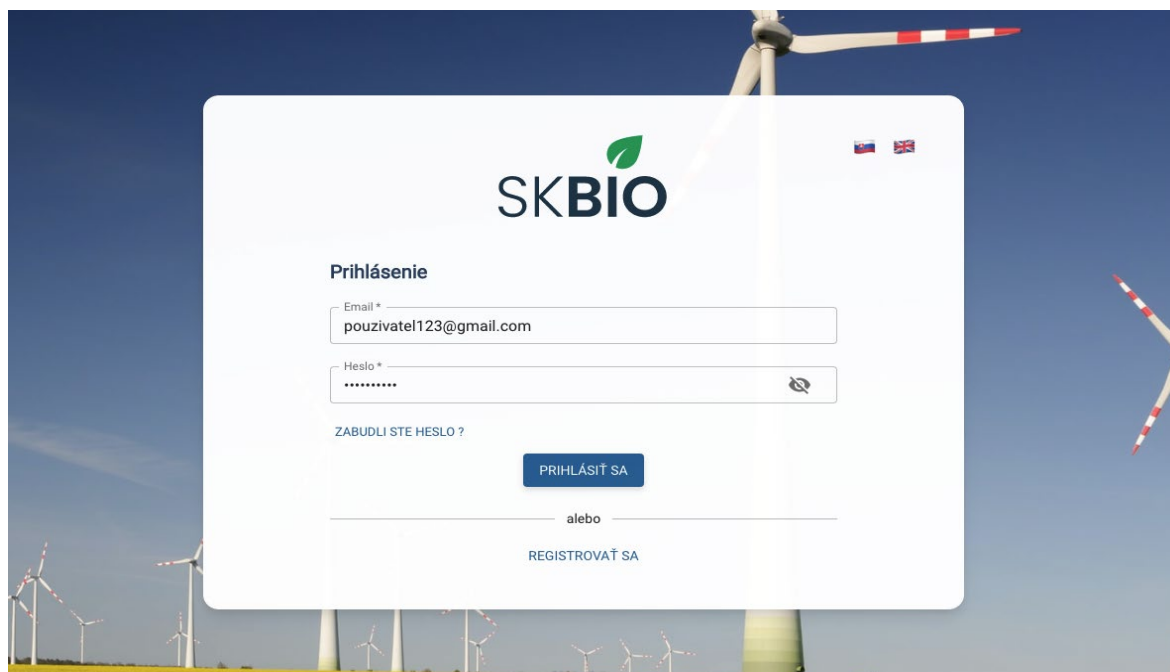 SKBIO
Prihlásenie
Email *
pouzivatel123@gmail.com
Heslo *
••••••••••
ZABUDLI STE HESLO ?
PRIHLÁSIŤ SA
alebo
REGISTROVAŤ SA